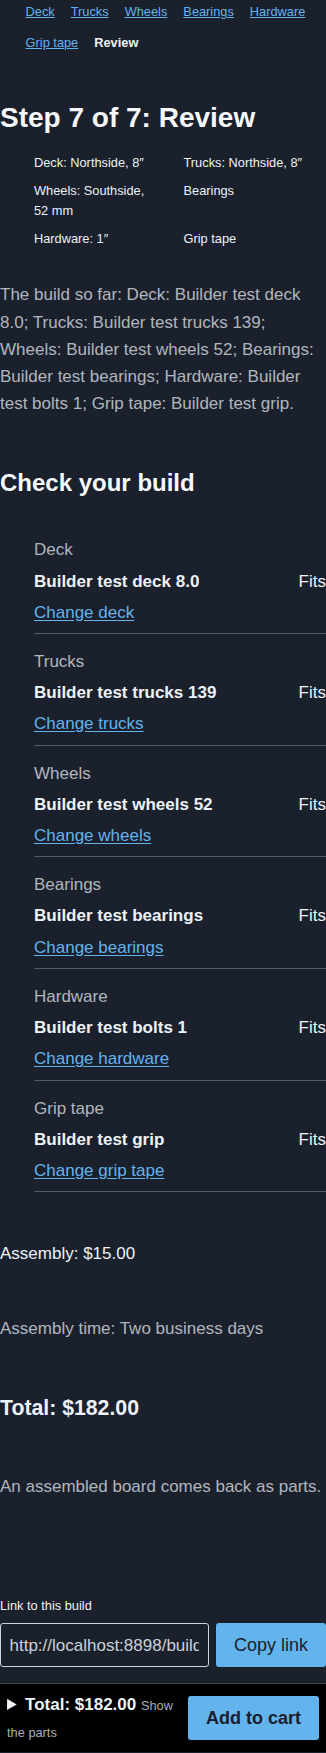 Deck Trucks Wheels Bearings Hardware
Grip tape Review
Step 7 of 7: Review
Deck: Northside, 8″ Trucks: Northside, 8″
Wheels: Southside, Bearings
52 mm
Hardware: 1″ Grip tape
The build so far: Deck: Builder test deck
8.0; Trucks: Builder test trucks 139;
Wheels: Builder test wheels 52; Bearings:
Builder test bearings; Hardware: Builder
test bolts 1; Grip tape: Builder test grip.
Check your build
Deck
Builder test deck 8.0 Fits
Change deck
Trucks
Builder test trucks 139 Fits
Change trucks
Wheels
Builder test wheels 52 Fits
Change wheels
Bearings
Builder test bearings Fits
Change bearings
Hardware
Builder test bolts 1 Fits
Change hardware
Grip tape
Builder test grip Fits
Change grip tape
Assembly: $15.00
Assembly time: Two business days
Total: $182.00
An assembled board comes back as parts.
Link to this build
http://localhost:8898/build Copy link
Total: $182.00 Show
the parts
Add to cart